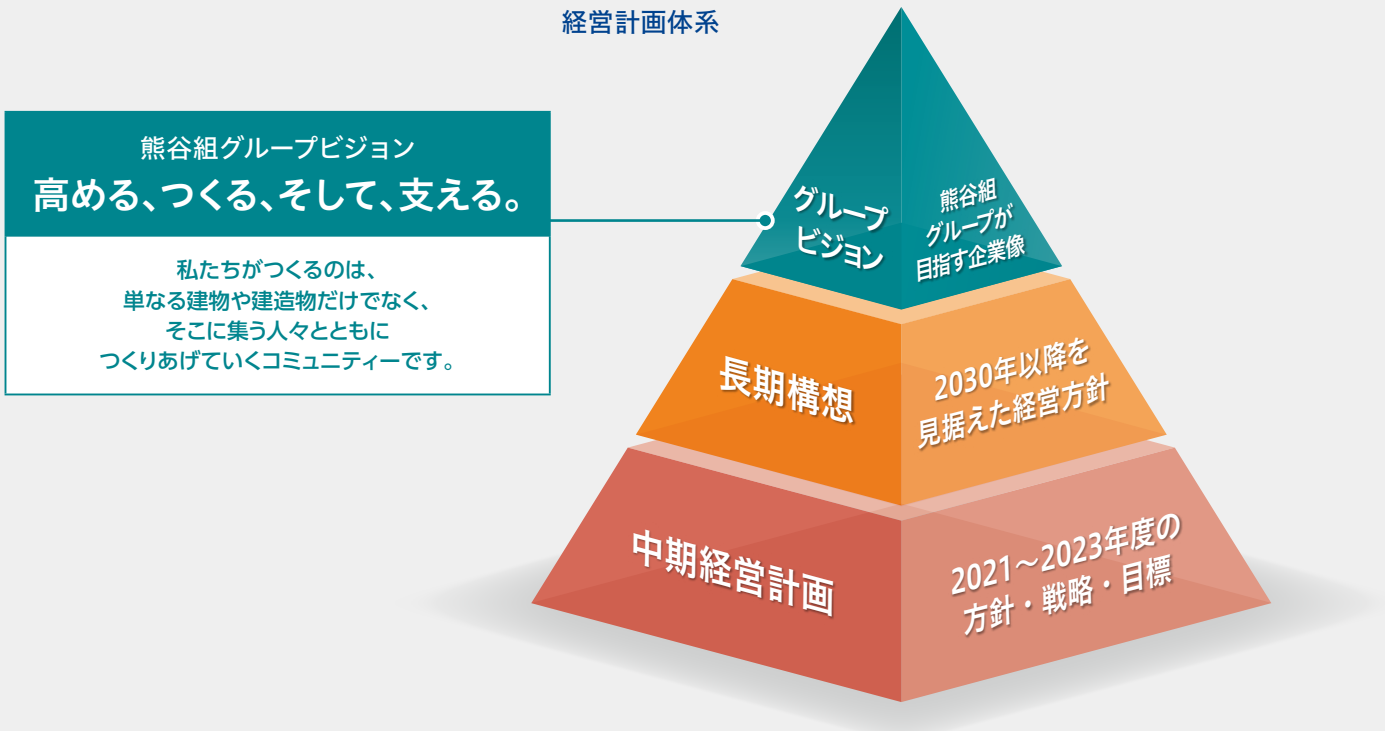 経営計画体系
熊谷組グループビジョン
高める、つくる、そして、支える。
私たちがつくるのは、
単なる建物や建造物だけでなく、
そこに集う人々とともに
つくりあげていくコミュニティーです。
グループ
ビジョン
熊谷組
グループが
目指す企業像
長期構想
2030年以降を
見据えた経営方針
中期経営計画
2021～2023年度の
方針・戦略・目標